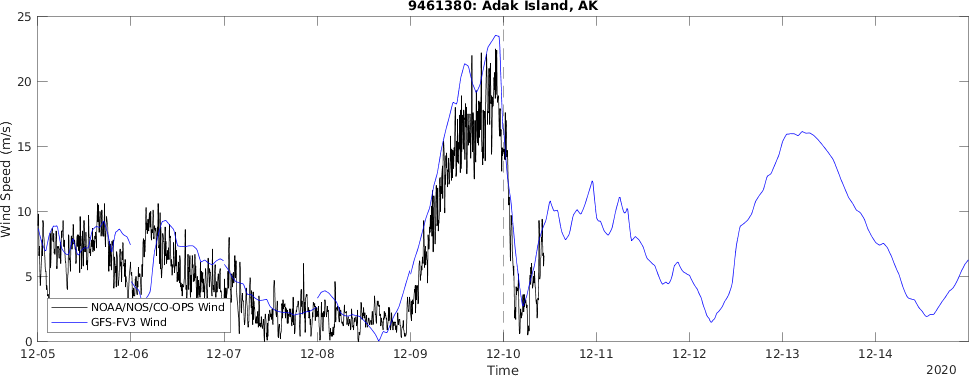 9461380: Adak Island, AK
Wind Speed (m/s)
25
20
15
10
5
0
NOAA/NOS/CO-OPS Wind
GFS-FV3 Wind
12-05 12-06 12-07 12-08 12-09 12-10 12-11 12-12 12-13 12-14
Time
2020